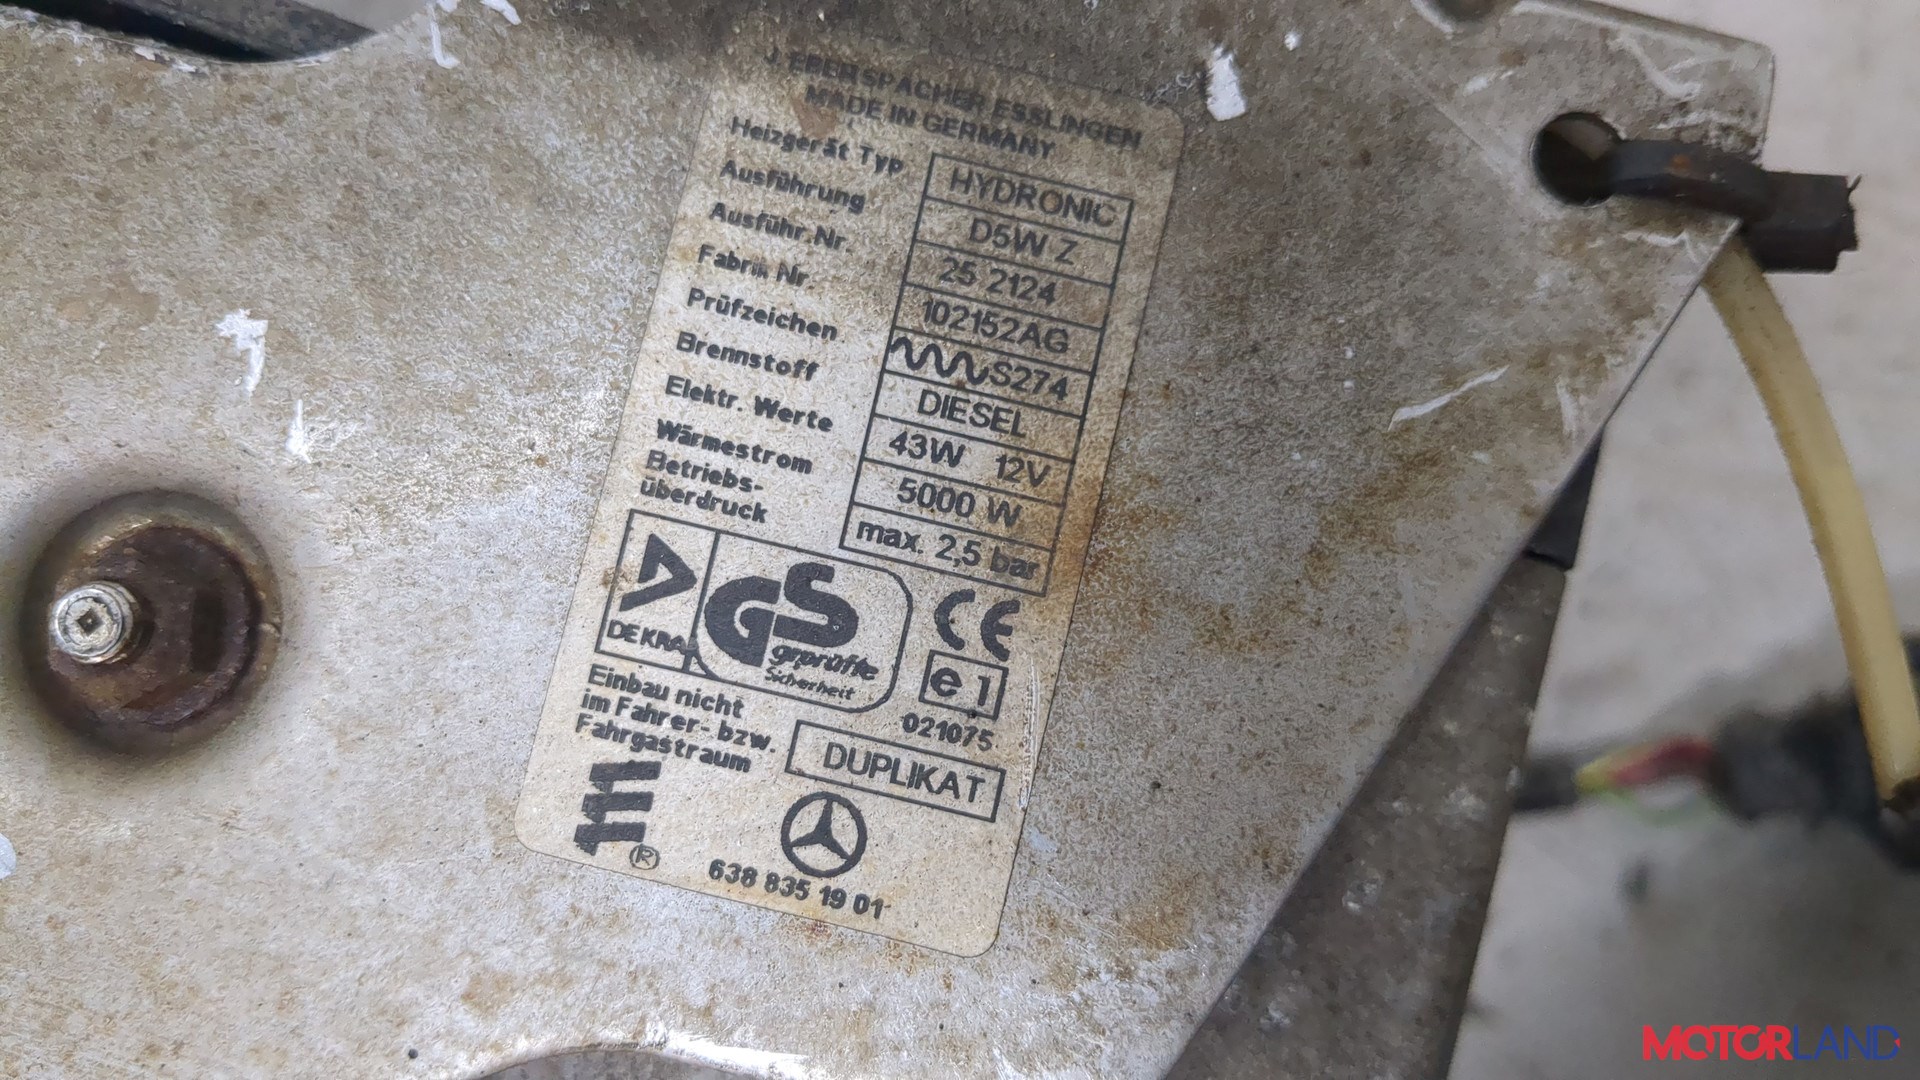 J. EBERSPÄCHER ESSLINGEN
MADE IN GERMANY
Heizgerät Typ HYDRONIC
Ausführung D5W Z
Ausführ.Nr. 25 2124
Fabrik Nr. 102152AG
Prüfzeichen S274
Brennstoff DIESEL
Elektr. Werte 43W 12V
Wärmestrom 5000 W
Betriebs-
überdruck max. 2,5 bar
DEKRA
GS
geprüfte
Sicherheit
CE
e1
021075
Einbau nicht
im Fahrer- bzw.
Fahrgastraum
DUPLIKAT
®
638 835 19 01
MOTORLAND